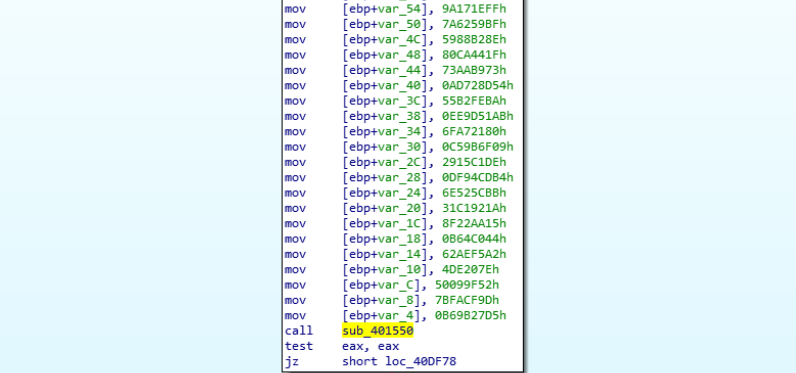 mov [ebp+var_54], 9A171EFFh
mov [ebp+var_50], 7A6259BFh
mov [ebp+var_4C], 5988B28Eh
mov [ebp+var_48], 80CA441Fh
mov [ebp+var_44], 73AAB973h
mov [ebp+var_40], 0AD728D54h
mov [ebp+var_3C], 55B2FEBAh
mov [ebp+var_38], 0EE9D51ABh
mov [ebp+var_34], 6FA72180h
mov [ebp+var_30], 0C59B6F09h
mov [ebp+var_2C], 2915C1DEh
mov [ebp+var_28], 0DF94CDB4h
mov [ebp+var_24], 6E525CBBh
mov [ebp+var_20], 31C1921Ah
mov [ebp+var_1C], 8F22AA15h
mov [ebp+var_18], 0B64C044h
mov [ebp+var_14], 62AEF5A2h
mov [ebp+var_10], 4DE207Eh
mov [ebp+var_C], 50099F52h
mov [ebp+var_8], 7BFACF9Dh
mov [ebp+var_4], 0B69B27D5h
call sub_401550
test eax, eax
jz short loc_40DF78